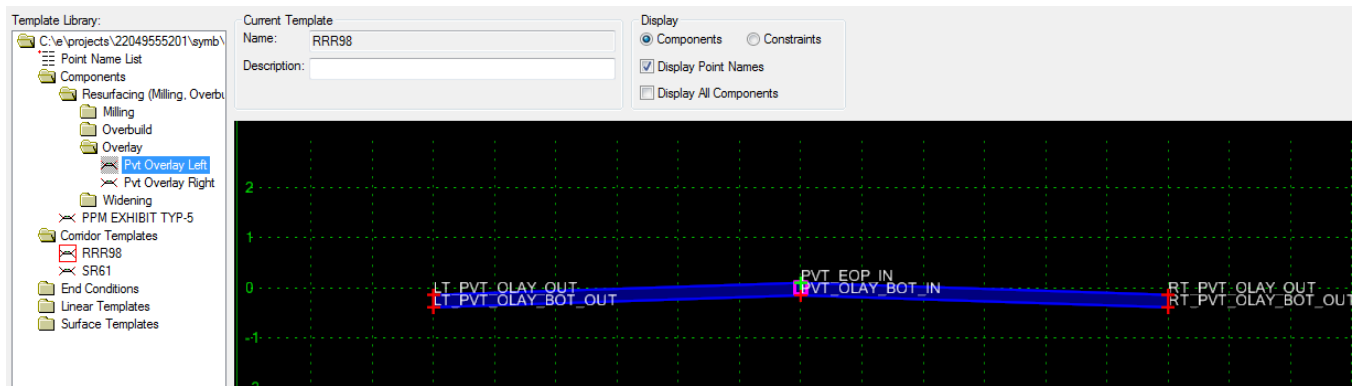 Template Library:
C:\e\projects\22049555201\symb\
Point Name List
Components
Resurfacing (Milling, Overbu
Milling
Overbuild
Overlay
Pvt Overlay Left
Pvt Overlay Right
Widening
PPM EXHIBIT TYP-5
Corridor Templates
RRR98
SR61
End Conditions
Linear Templates
Surface Templates
Current Template
Name: RRR98
Description:
Display
Components Constraints
Display Point Names
Display All Components
2
1
0
-1
-2
PVT_EOP_IN
LT_PVT_OLAY_OUT
PVT_OLAY_BOT_IN
RT_PVT_OLAY_OUT
LT_PVT_OLAY_BOT_OUT
RT_PVT_OLAY_BOT_OUT